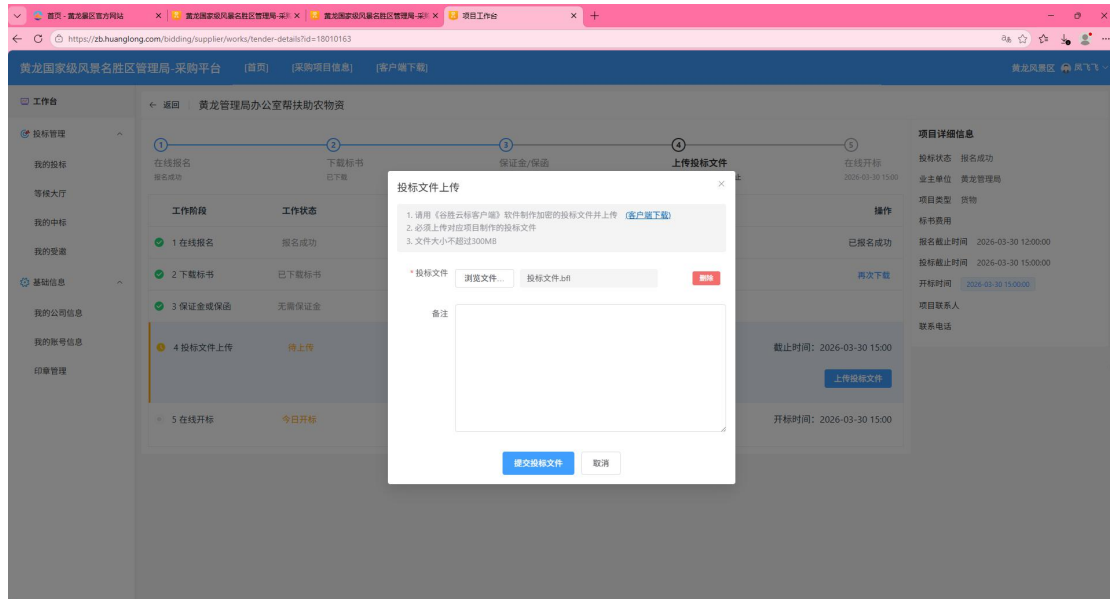 首页 - 黄龙景区官方网站
黄龙国家级风景名胜区管理局-采
黄龙国家级风景名胜区管理局-采
项目工作台
https://zb.huanglong.com/bidding/supplier/works/tender-details?id=18010163
黄龙国家级风景名胜区管理局-采购平台 [首页] [采购项目信息] [客户端下载]
黄龙风景区
工作台
投标管理
我的投标
等候大厅
我的中标
我的受邀
基础信息
我的公司信息
我的账号信息
印章管理
← 返回 黄龙管理局办公室帮扶助农物资
1 2 3 4 5
在线报名 下载标书 保证金/保函 上传投标文件 在线开标
报名成功 已下载 止 2026-03-30 15:00
工作阶段 工作状态 操作
1 在线报名 报名成功 已报名成功
2 下载标书 已下载标书 再次下载
3 保证金或保函 无需保证金
4 投标文件上传 待上传 截止时间：2026-03-30 15:00
上传投标文件
5 在线开标 今日开标 开标时间：2026-03-30 15:00
投标文件上传
1. 请用《谷胜云标客户端》软件制作加密的投标文件并上传 (客户端下载)
2. 必须上传对应项目制作的投标文件
3. 文件大小不超过300MB
* 投标文件 浏览文件... 投标文件.bfl 删除
备注
提交投标文件 取消
项目详细信息
投标状态 报名成功
业主单位 黄龙管理局
项目类型 货物
标书费用
报名截止时间 2026-03-30 12:00:00
投标截止时间 2026-03-30 15:00:00
开标时间 2026-03-30 15:00:00
项目联系人
联系电话